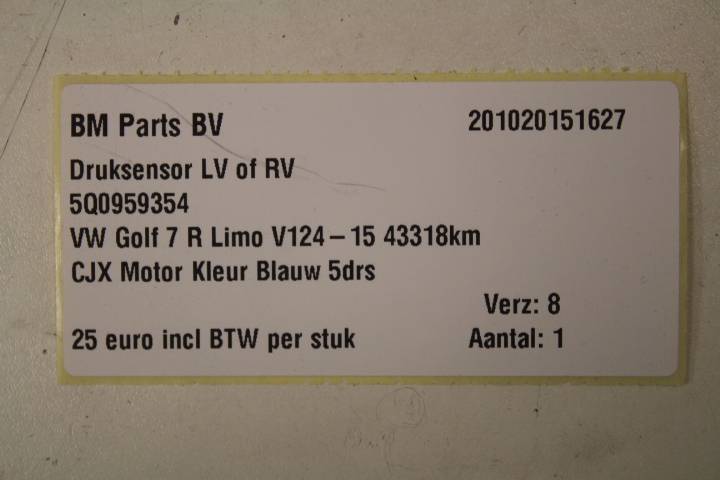 BM Parts BV 201020151627
Druksensor LV of RV
5Q0959354
VW Golf 7 R Limo V124 – 15 43318km
CJX Motor Kleur Blauw 5drs
Verz: 8
25 euro incl BTW per stuk Aantal: 1